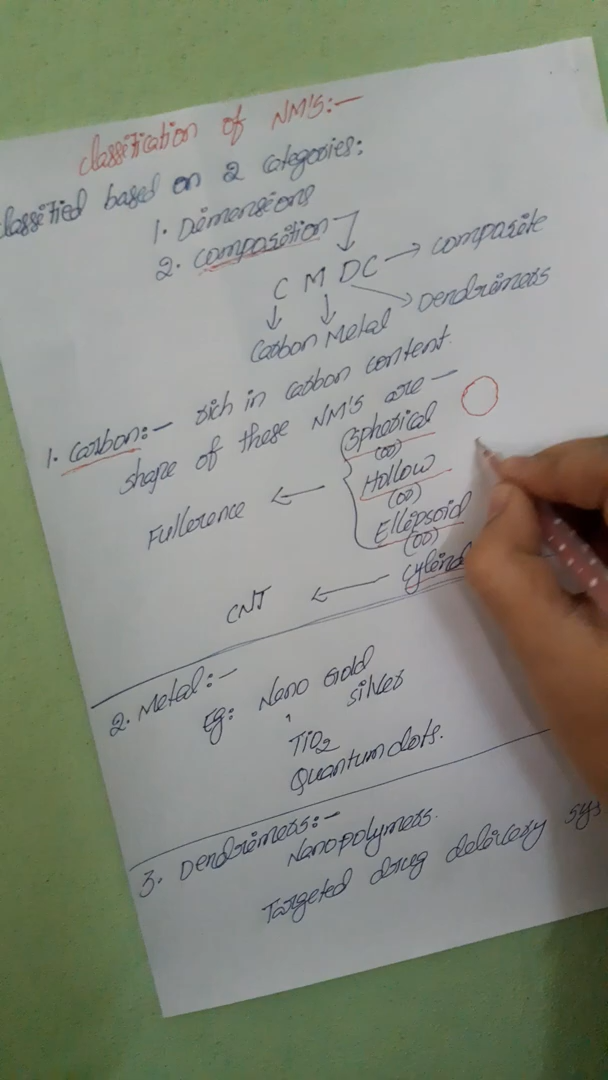 Classification of NM's:-
classified based on 2 categories:
1. Dimensions
2. composition
C M D C → composite
Carbon Metal Dendrimers
1. Carbon:- rich in carbon content.
shape of these NM's are -
Spherical
(or)
Hollow
Fullerence ← (or)
Ellipsoid
(or)
CNT ←
2. Metal:-
Eg: Nano Gold
silver
TiO2
Quantum dots.
3. Dendrimers:-
Nanopolymers.
Targeted drug delivery